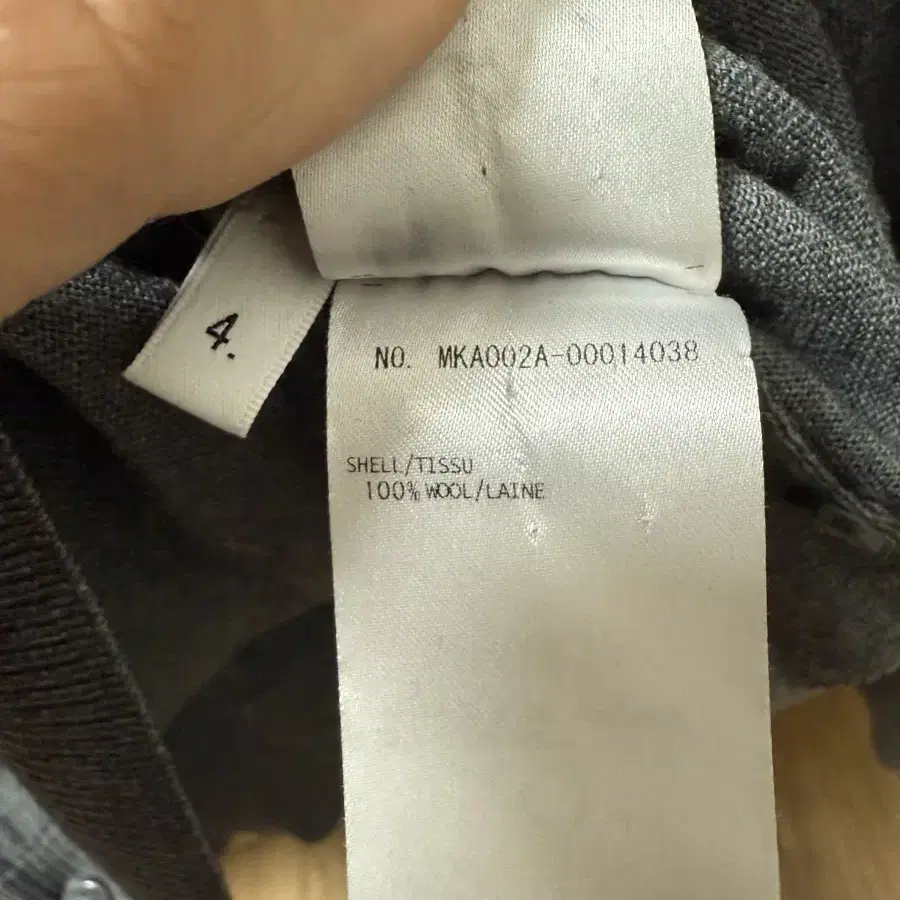 4.
NO. MKA002A-00014038
SHELL/TISSU
100% WOOL/LAINE